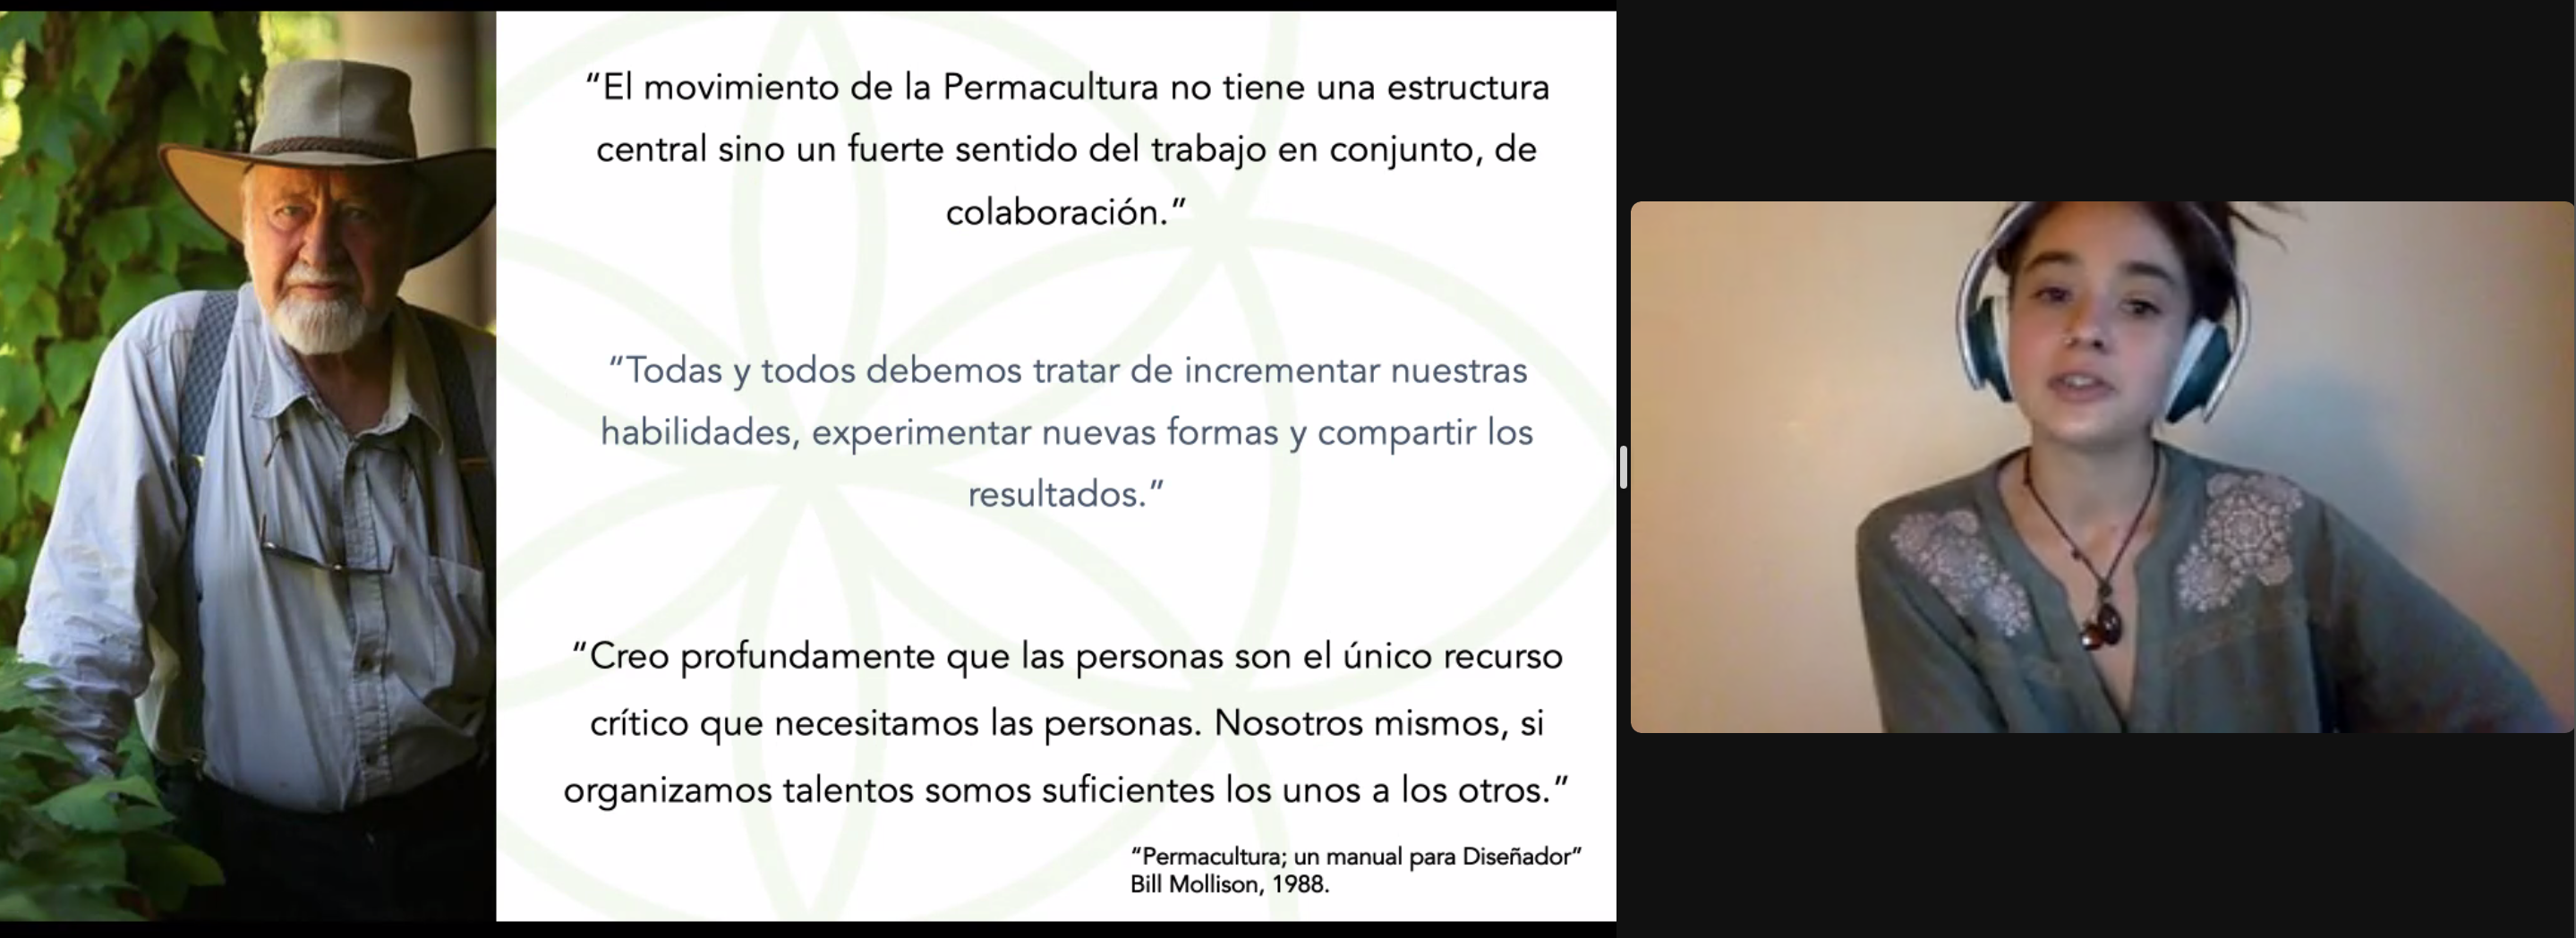 “El movimiento de la Permacultura no tiene una estructura
central sino un fuerte sentido del trabajo en conjunto, de
colaboración.”
“Todas y todos debemos tratar de incrementar nuestras
habilidades, experimentar nuevas formas y compartir los
resultados.”
“Creo profundamente que las personas son el único recurso
crítico que necesitamos las personas. Nosotros mismos, si
organizamos talentos somos suficientes los unos a los otros.”
“Permacultura; un manual para Diseñador”
Bill Mollison, 1988.